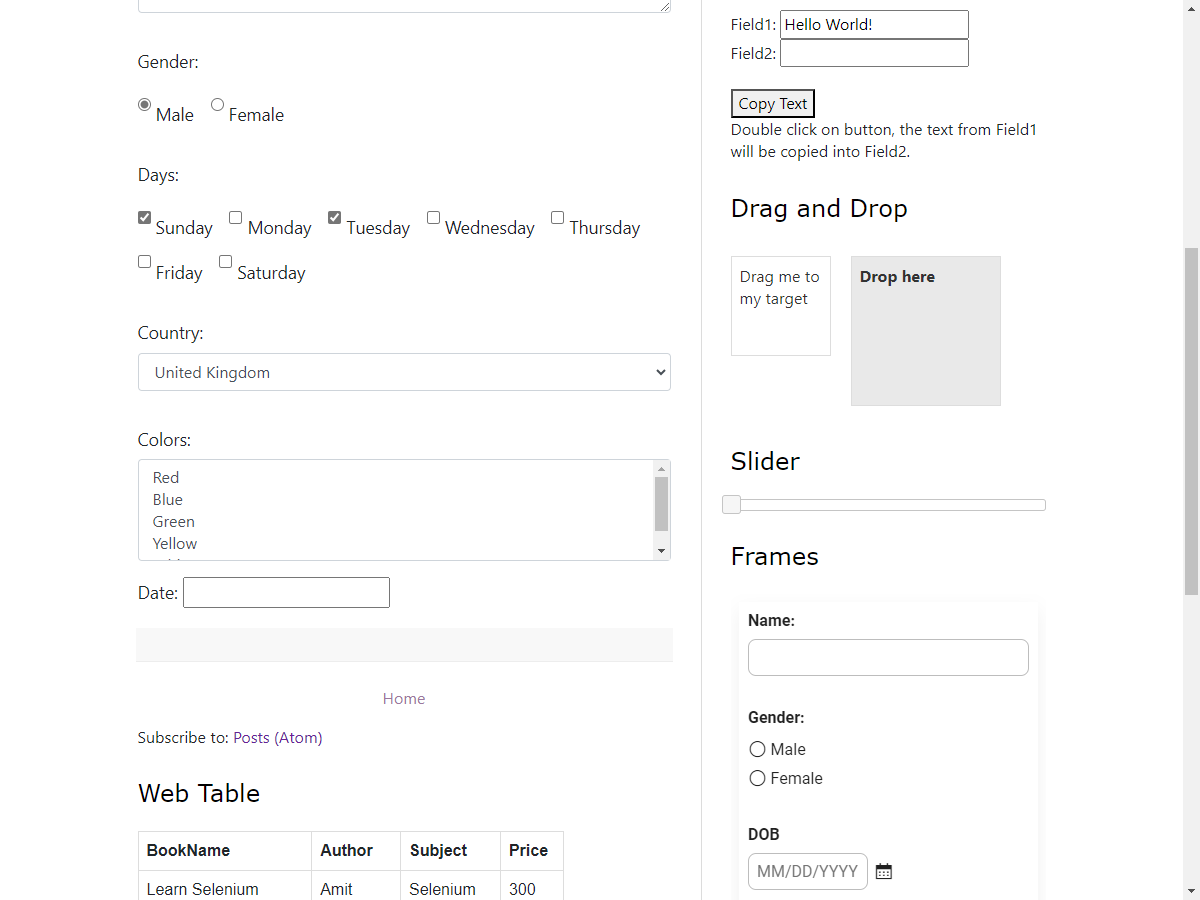 Gender:
Male Female
Days:
Sunday Monday Tuesday Wednesday Thursday
Friday Saturday
Country:
United Kingdom
Colors:
Red
Blue
Green
Yellow
Date:
Home
Subscribe to: Posts (Atom)
Web Table
BookName Author Subject Price
Learn Selenium Amit Selenium 300
Field1: Hello World!
Field2:
Copy Text
Double click on button, the text from Field1
will be copied into Field2.
Drag and Drop
Drag me to
my target
Drop here
Slider
Frames
Name:
Gender:
Male
Female
DOB
MM/DD/YYYY